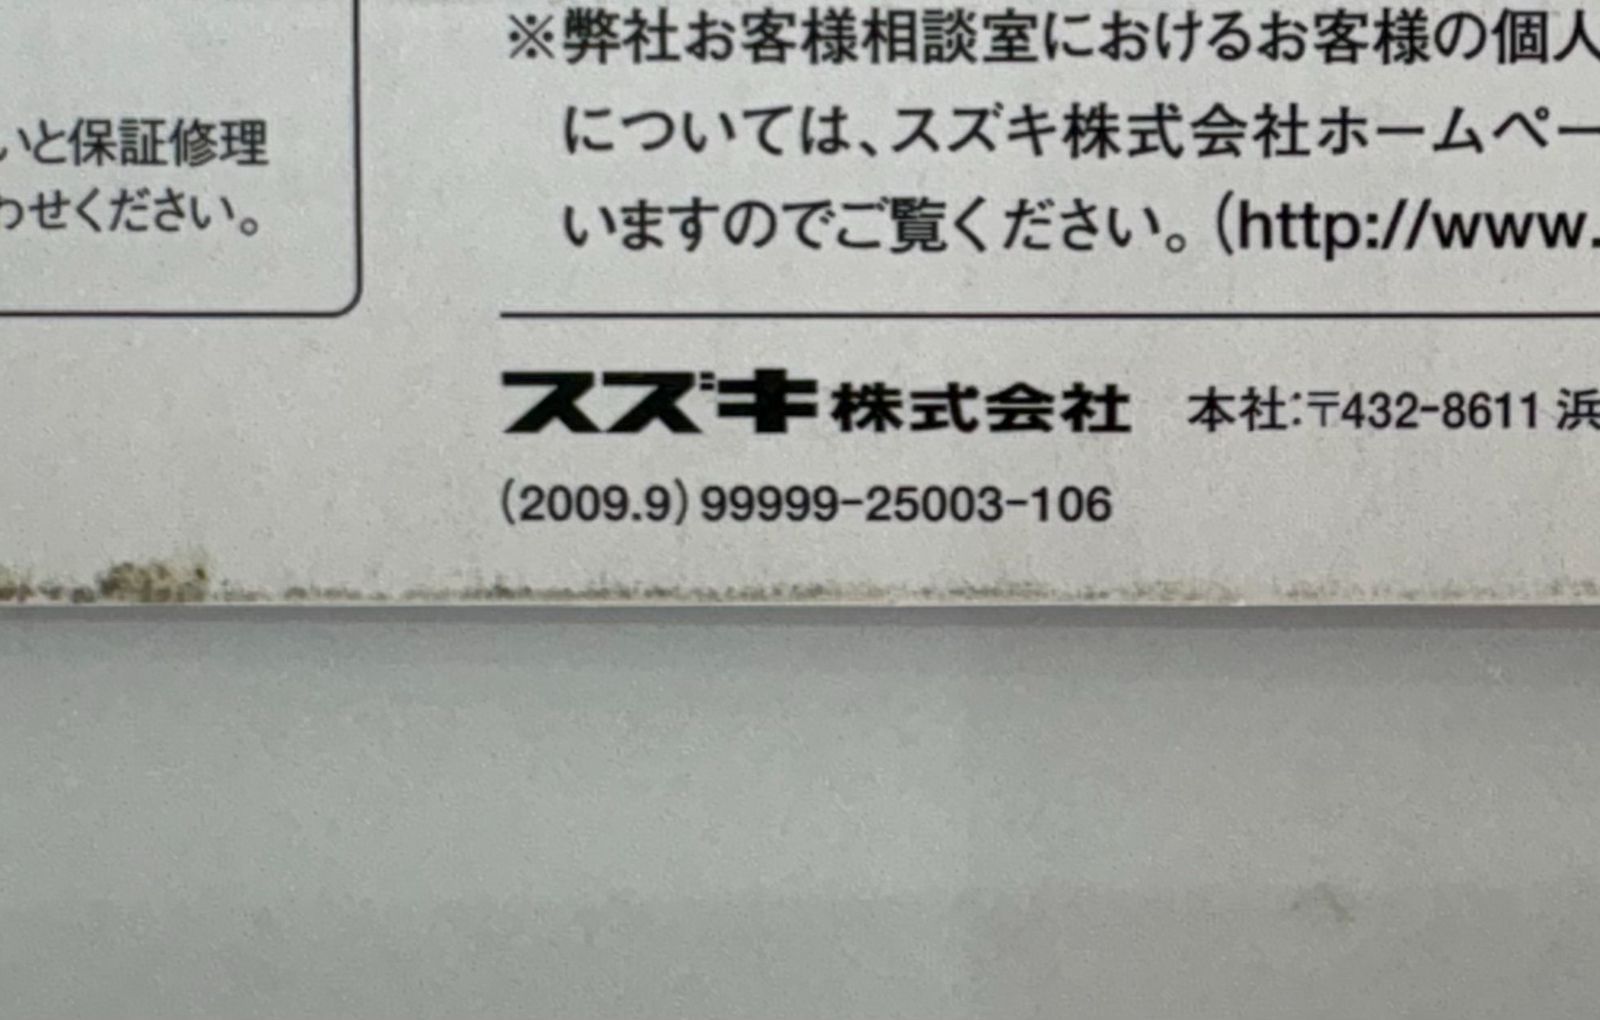 いと保証修理
わせください。
※弊社お客様相談室におけるお客様の個人
については、スズキ株式会社ホームペー
いますのでご覧ください。(http://www.
スズキ株式会社 本社:〒432-8611 浜
(2009.9) 99999-25003-106